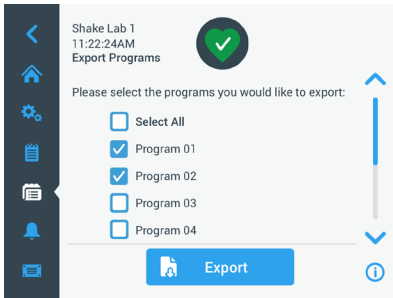 Shake Lab 1
11:22:24AM
Export Programs
Please select the programs you would like to export:
Select All
Program 01
Program 02
Program 03
Program 04
Export